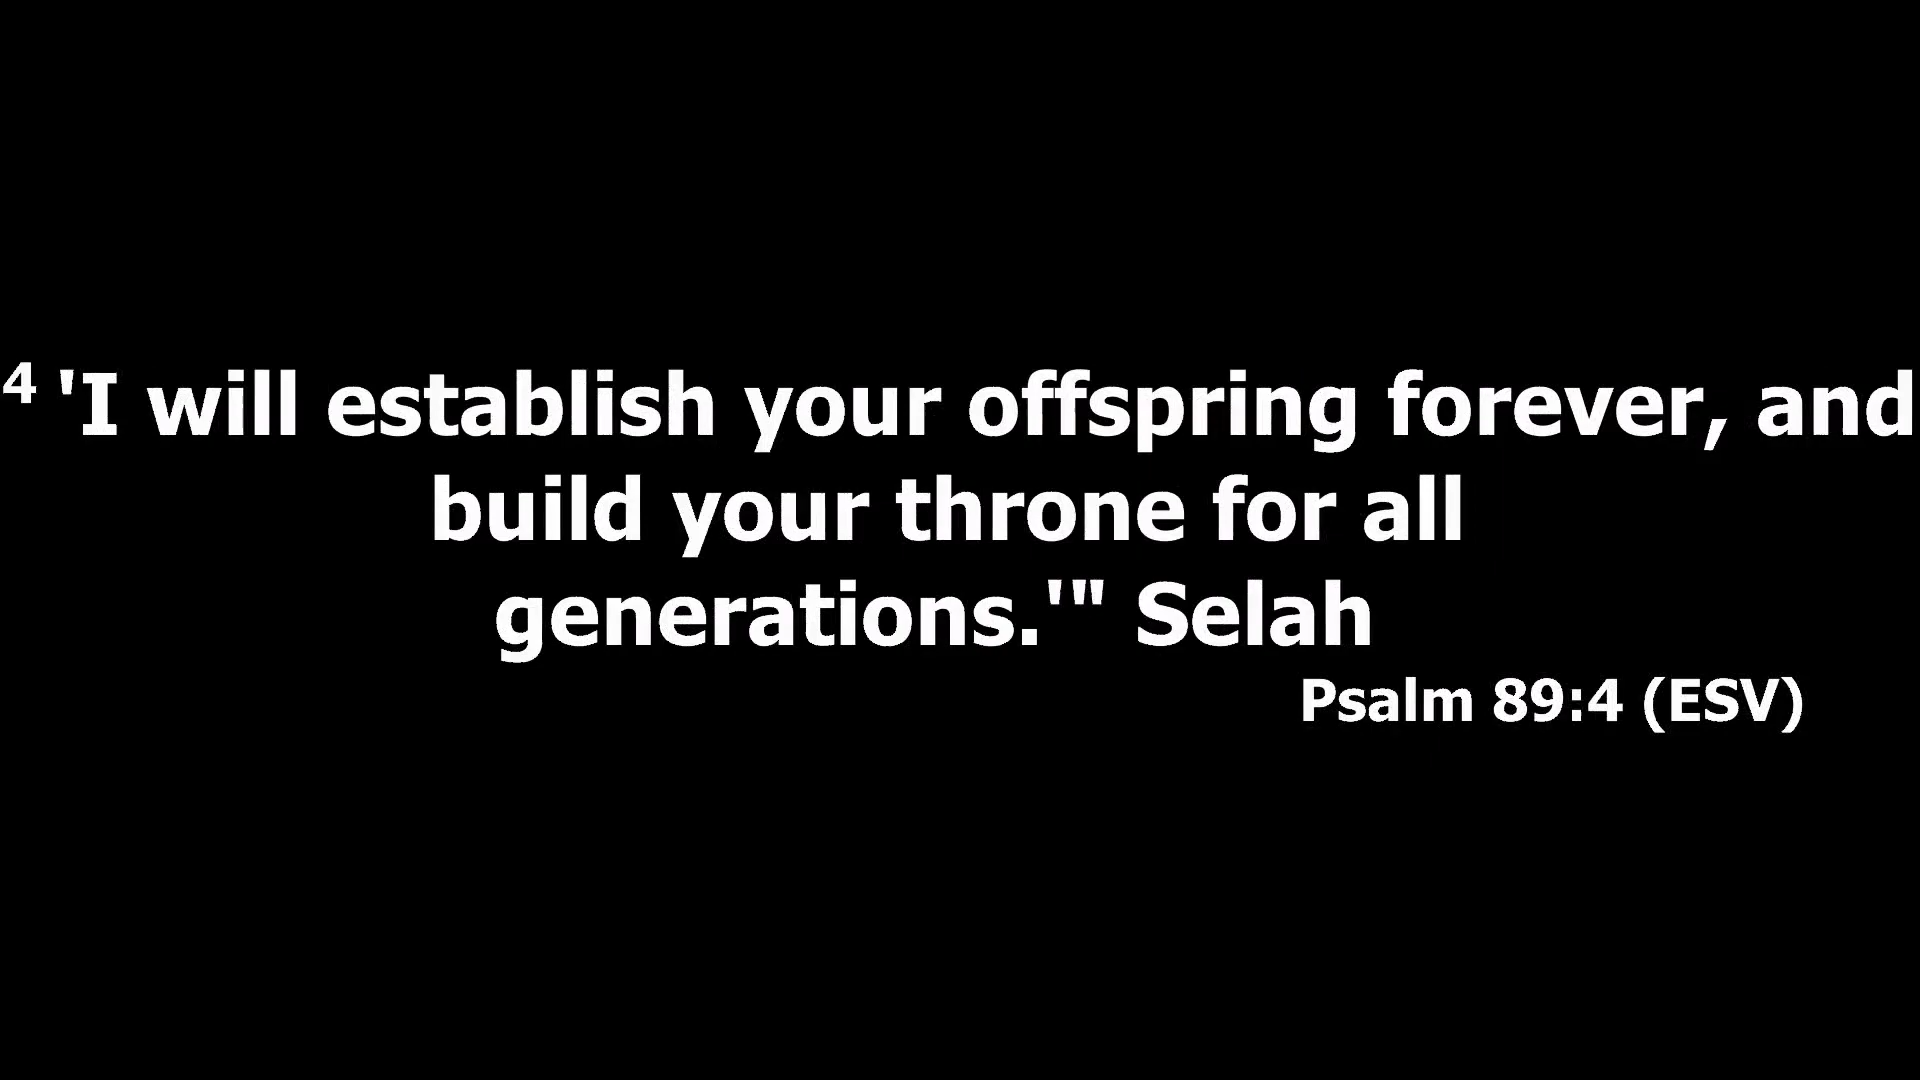 4 'I will establish your offspring forever, and
build your throne for all
generations.'" Selah
Psalm 89:4 (ESV)